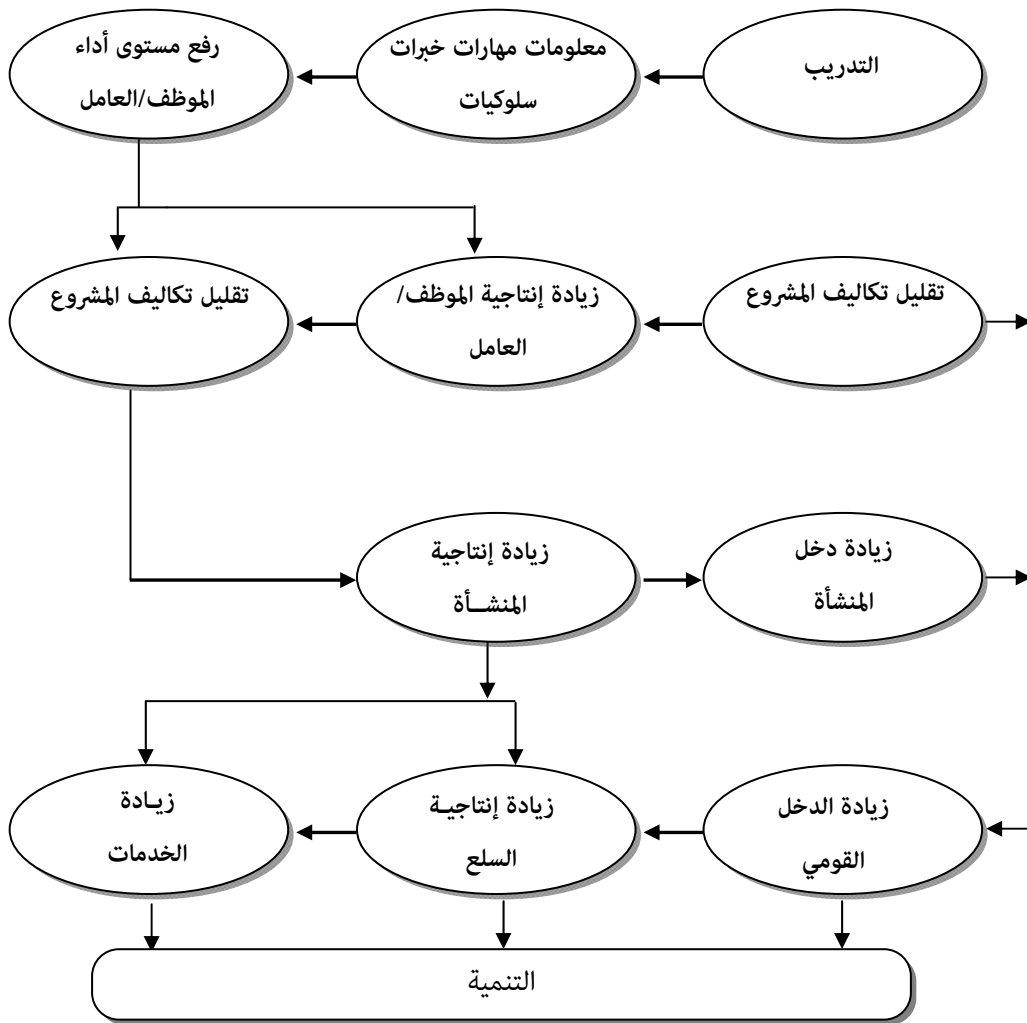 التدريب
معلومات مهارات خبرات
سلوكيات
رفع مستوى أداء
الموظف/العامل
تقليل تكاليف المشروع
زيادة إنتاجية الموظف/
العامل
تقليل تكاليف المشروع
زيادة دخل
المنشأة
زيادة إنتاجية
المنشــأة
زيادة الدخل
القومي
زيادة إنتاجيـة
السلع
زيـادة
الخدمات
التنمية